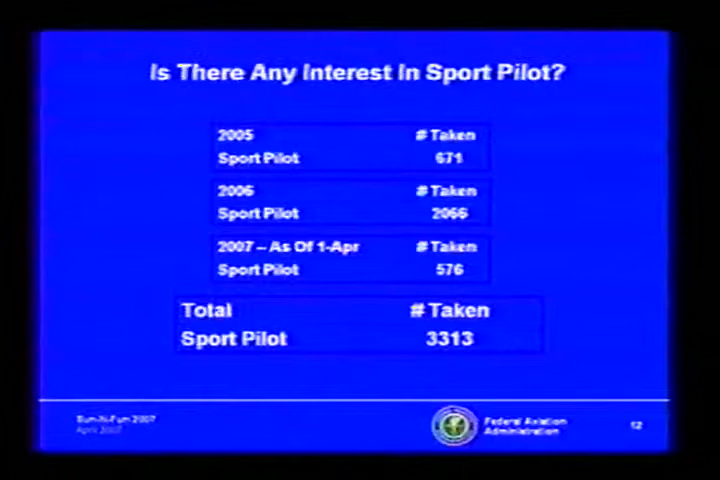 Is There Any Interest In Sport Pilot?
2005 # Taken
Sport Pilot 671
2006 # Taken
Sport Pilot 2066
2007 – As Of 1-Apr # Taken
Sport Pilot 576
Total # Taken
Sport Pilot 3313
Sun-N-Fun 2007
April 2007
Federal Aviation
Administration
12